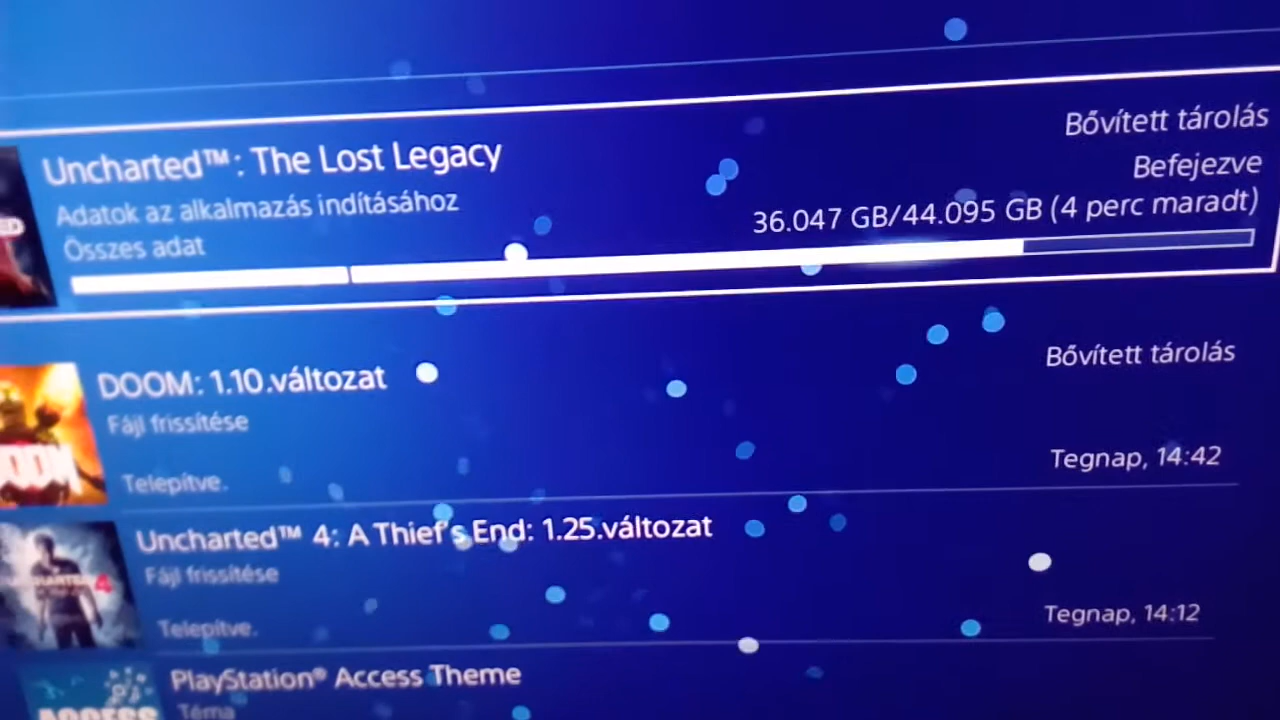 Uncharted™: The Lost Legacy
Bővített tárolás
Adatok az alkalmazás indításához
Befejezve
Összes adat
36.047 GB/44.095 GB (4 perc maradt)
DOOM: 1.10.változat
Bővített tárolás
Fájl frissítése
Telepítve.
Tegnap, 14:42
Uncharted™ 4: A Thief's End: 1.25.változat
Fájl frissítése
Telepítve.
Tegnap, 14:12
PlayStation® Access Theme
Téma
ACCESS